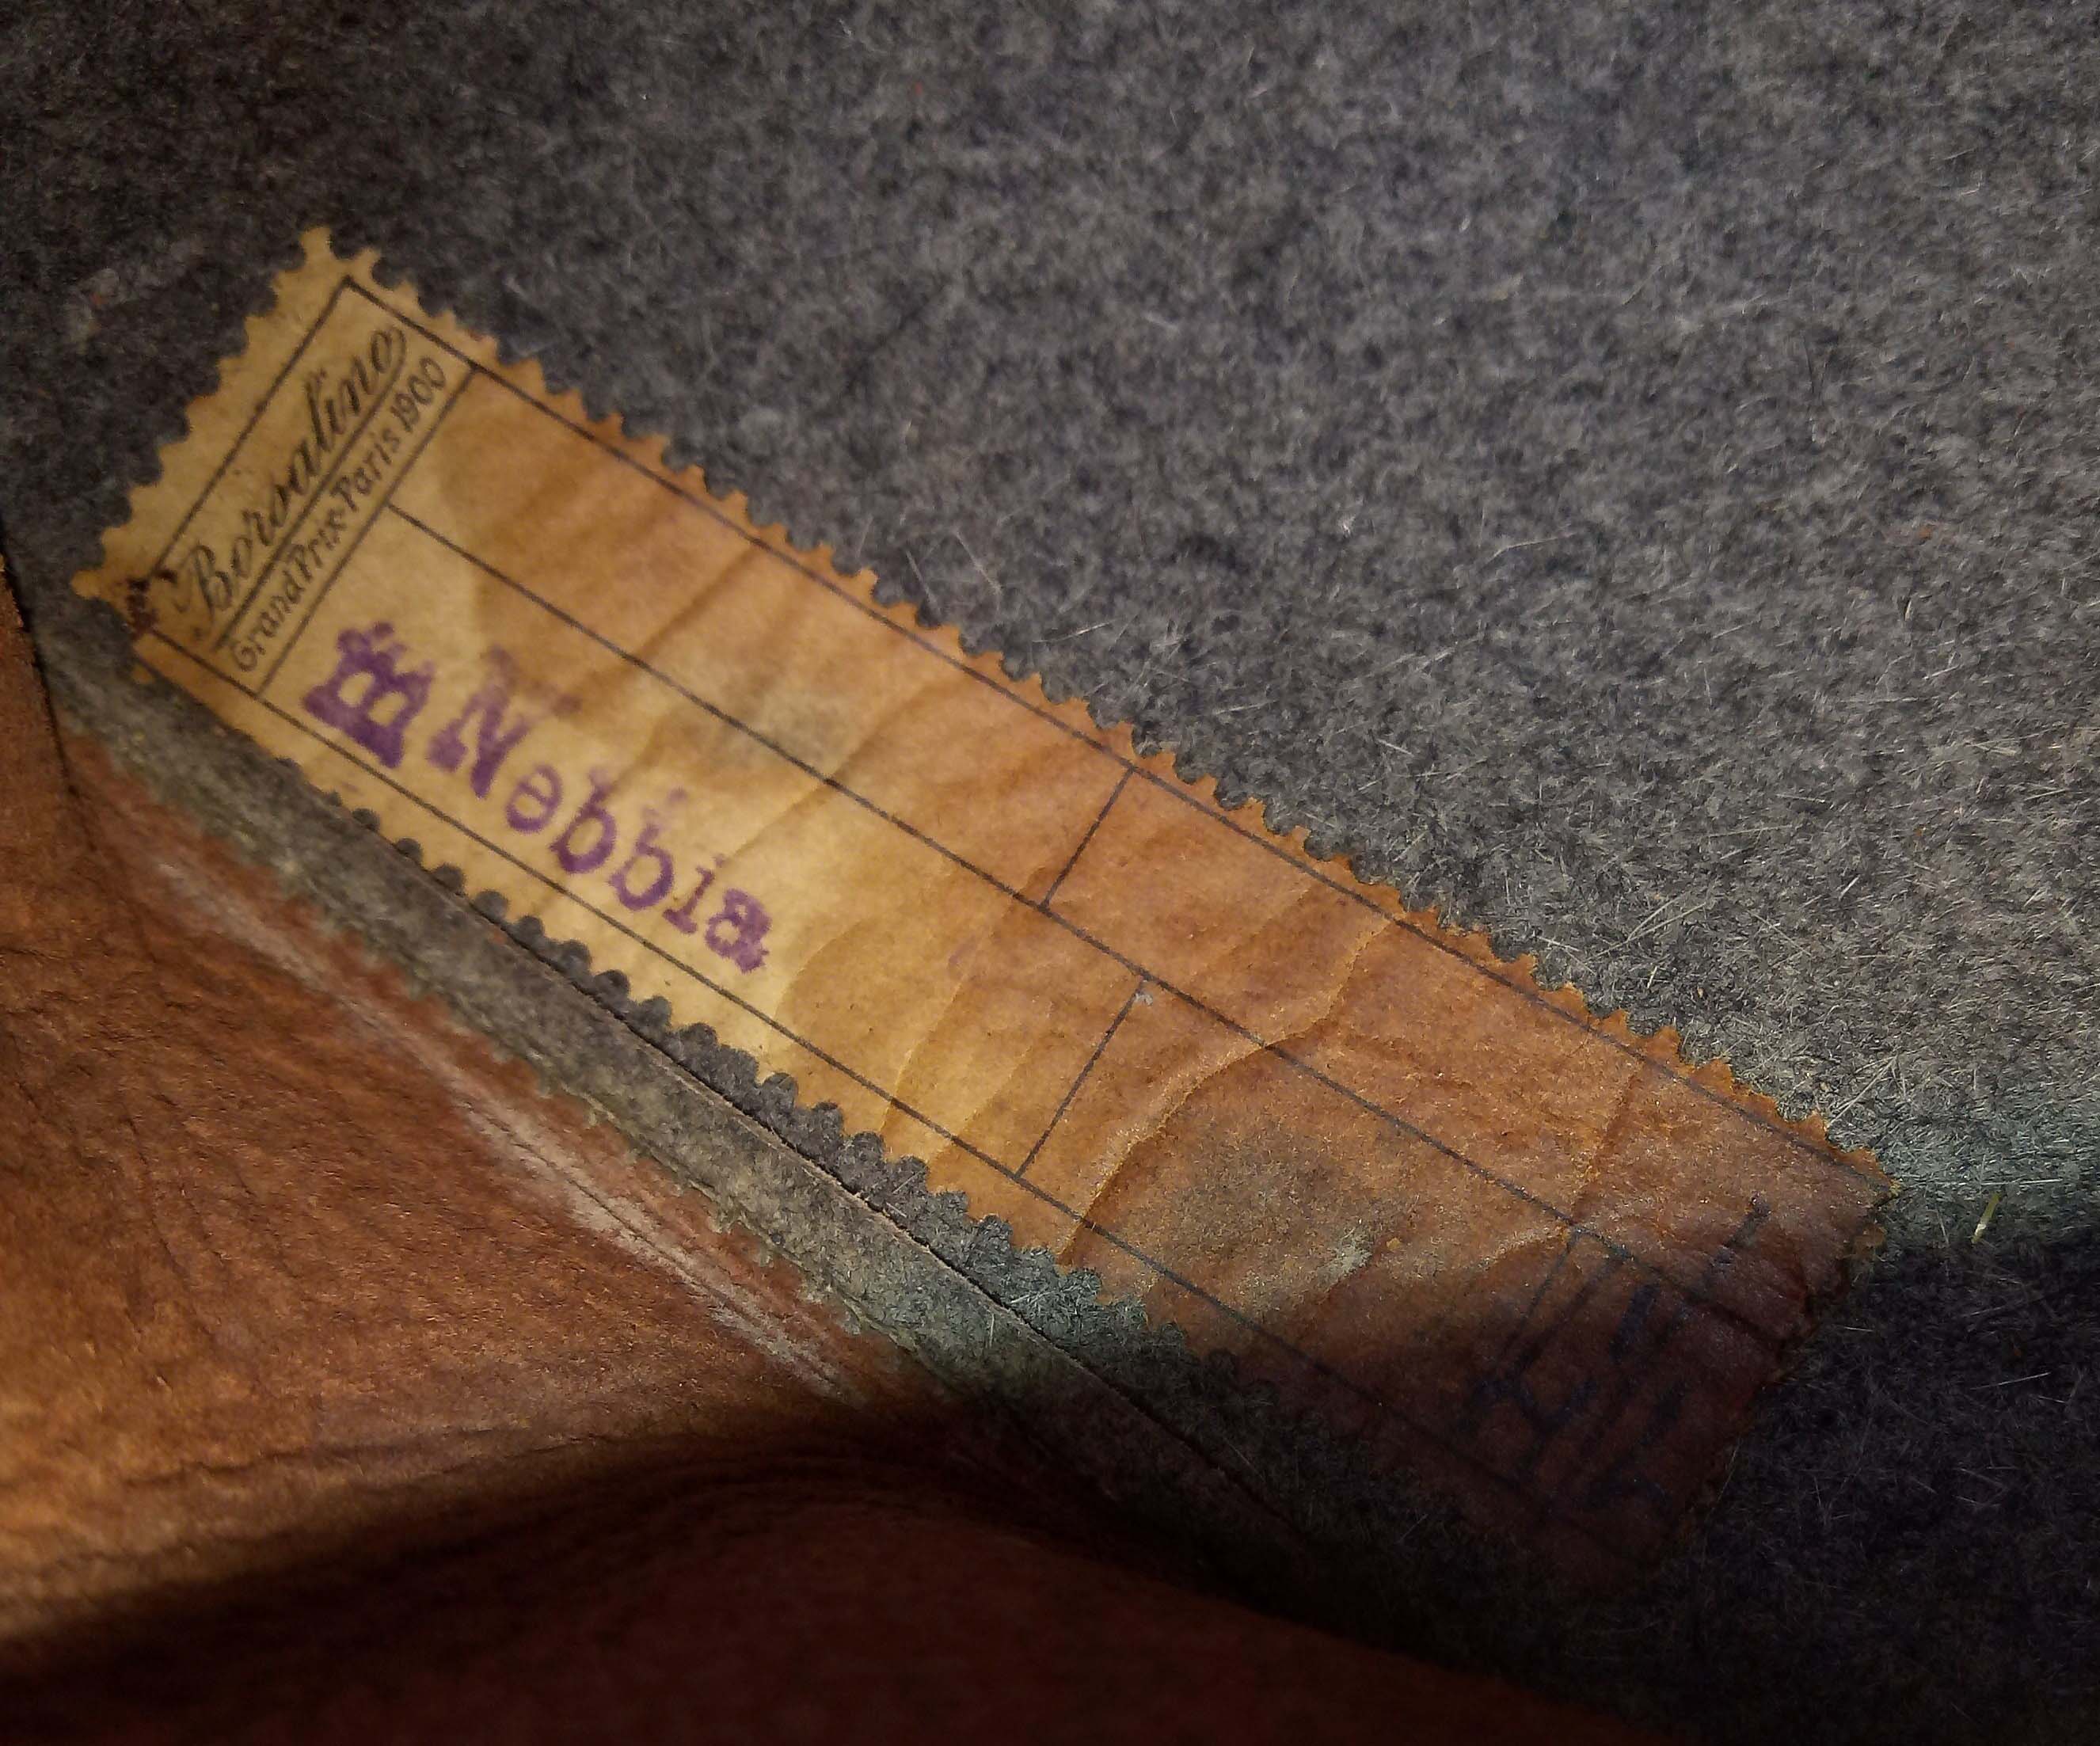 Borsalino
Grand Prix-Paris 1900
Nebbia